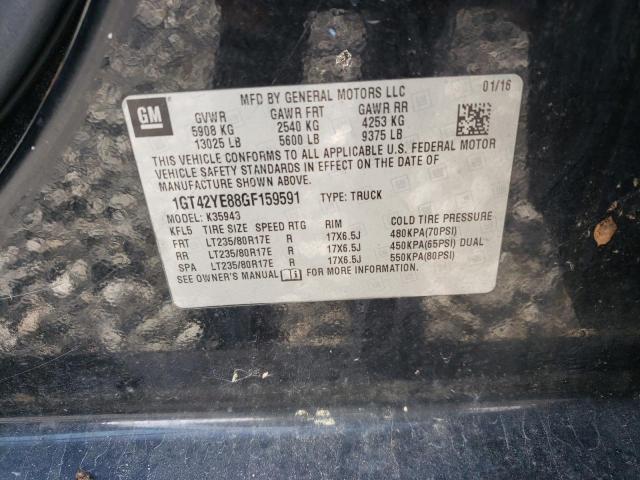 GM
MFD BY GENERAL MOTORS LLC 01/16
GVWR GAWR FRT GAWR RR
5908 KG 2540 KG 4253 KG
13025 LB 5600 LB 9375 LB
THIS VEHICLE CONFORMS TO ALL APPLICABLE U.S. FEDERAL MOTOR
VEHICLE SAFETY STANDARDS IN EFFECT ON THE DATE OF
MANUFACTURE SHOWN ABOVE.
1GT42YE88GF159591 TYPE: TRUCK
MODEL: K35943
KFL5 TIRE SIZE SPEED RTG RIM COLD TIRE PRESSURE
FRT LT235/80R17E R 17X6.5J 480KPA(70PSI)
RR LT235/80R17E R 17X6.5J 450KPA(65PSI) DUAL
SPA LT235/80R17E R 17X6.5J 550KPA(80PSI)
SEE OWNER'S MANUAL FOR MORE INFORMATION.